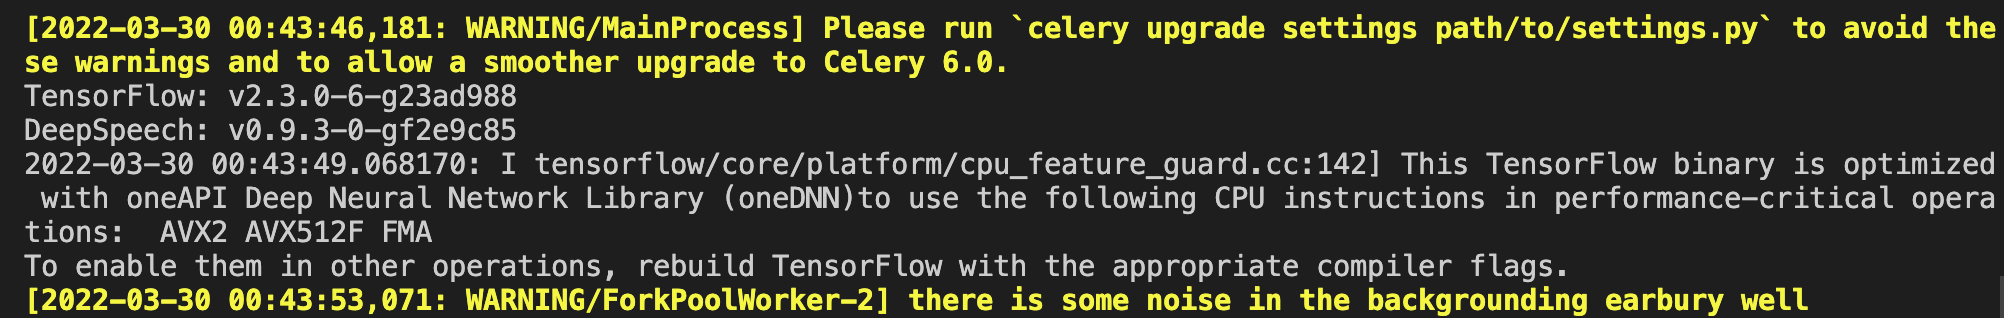 [2022-03-30 00:43:46,181: WARNING/MainProcess] Please run `celery upgrade settings path/to/settings.py` to avoid the
se warnings and to allow a smoother upgrade to Celery 6.0.
TensorFlow: v2.3.0-6-g23ad988
DeepSpeech: v0.9.3-0-gf2e9c85
2022-03-30 00:43:49.068170: I tensorflow/core/platform/cpu_feature_guard.cc:142] This TensorFlow binary is optimized
 with oneAPI Deep Neural Network Library (oneDNN)to use the following CPU instructions in performance-critical opera
tions:  AVX2 AVX512F FMA
To enable them in other operations, rebuild TensorFlow with the appropriate compiler flags.
[2022-03-30 00:43:53,071: WARNING/ForkPoolWorker-2] there is some noise in the backgrounding earbury well